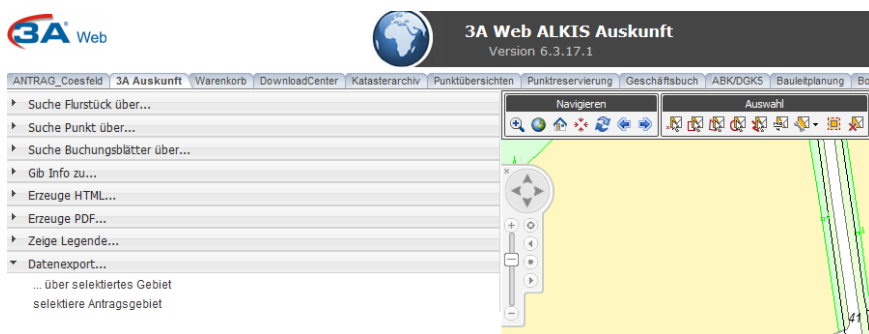 3A Web
3A Web ALKIS Auskunft
Version 6.3.17.1
ANTRAG_Coesfeld 3A Auskunft Warenkorb DownloadCenter Katasterarchiv Punktübersichten Punktreservierung Geschäftsbuch ABK/DGK5 Bauleitplanung Bo
Suche Flurstück über...
Suche Punkt über...
Suche Buchungsblätter über...
Gib Info zu...
Erzeuge HTML...
Erzeuge PDF...
Zeige Legende...
Datenexport...
... über selektiertes Gebiet
selektiere Antragsgebiet
Navigieren
Auswahl
41